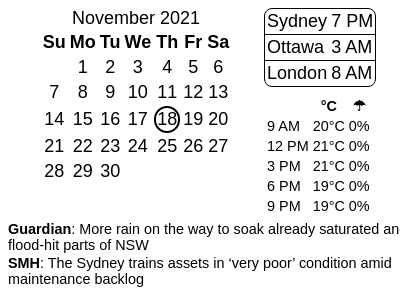 November 2021
Su Mo Tu We Th Fr Sa
1 2 3 4 5 6
7 8 9 10 11 12 13
14 15 16 17 18 19 20
21 22 23 24 25 26 27
28 29 30
Sydney 7 PM
Ottawa 3 AM
London 8 AM
°C ☂
9 AM 20°C 0%
12 PM 21°C 0%
3 PM 21°C 0%
6 PM 19°C 0%
9 PM 19°C 0%
Guardian: More rain on the way to soak already saturated an
flood-hit parts of NSW
SMH: The Sydney trains assets in ‘very poor’ condition amid
maintenance backlog